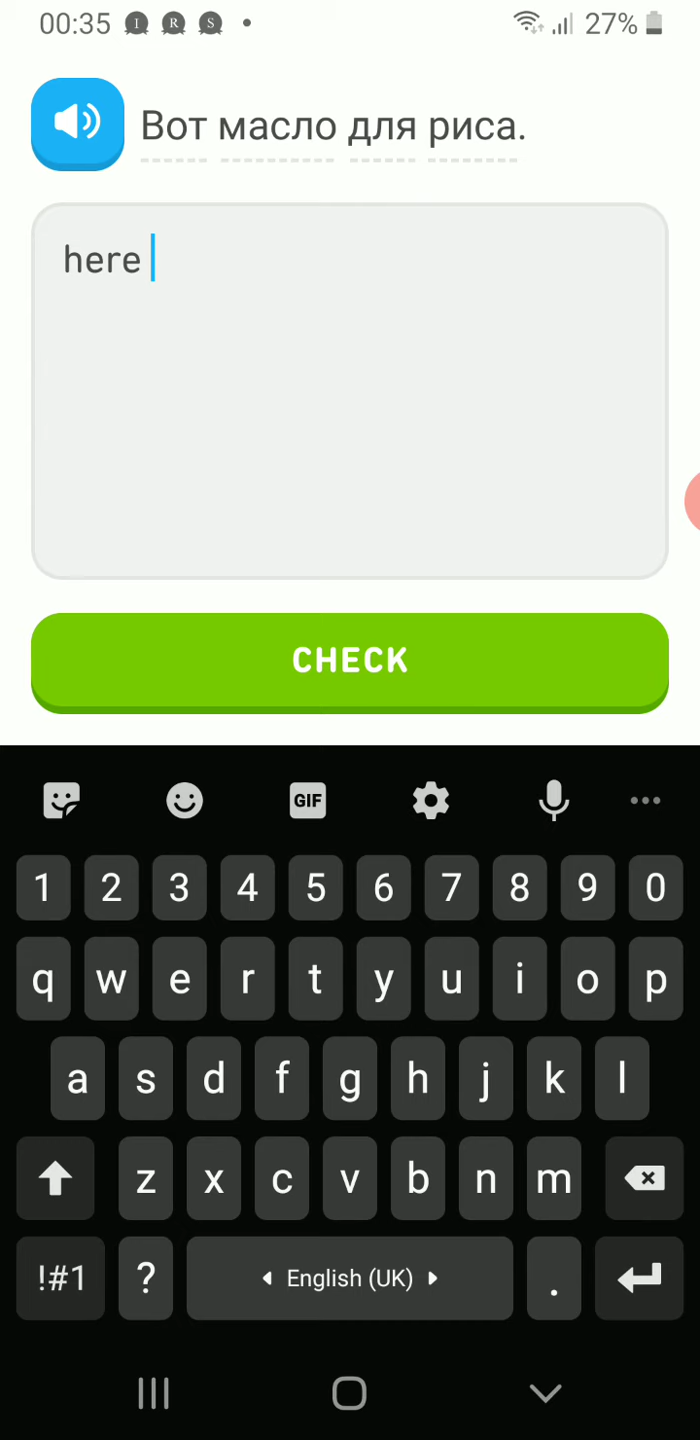 00:35 I R S 27%
Вот масло для риса.
here
CHECK
GIF
1 2 3 4 5 6 7 8 9 0
q w e r t y u i o p
a s d f g h j k l
z x c v b n m
!#1 ? English (UK) .